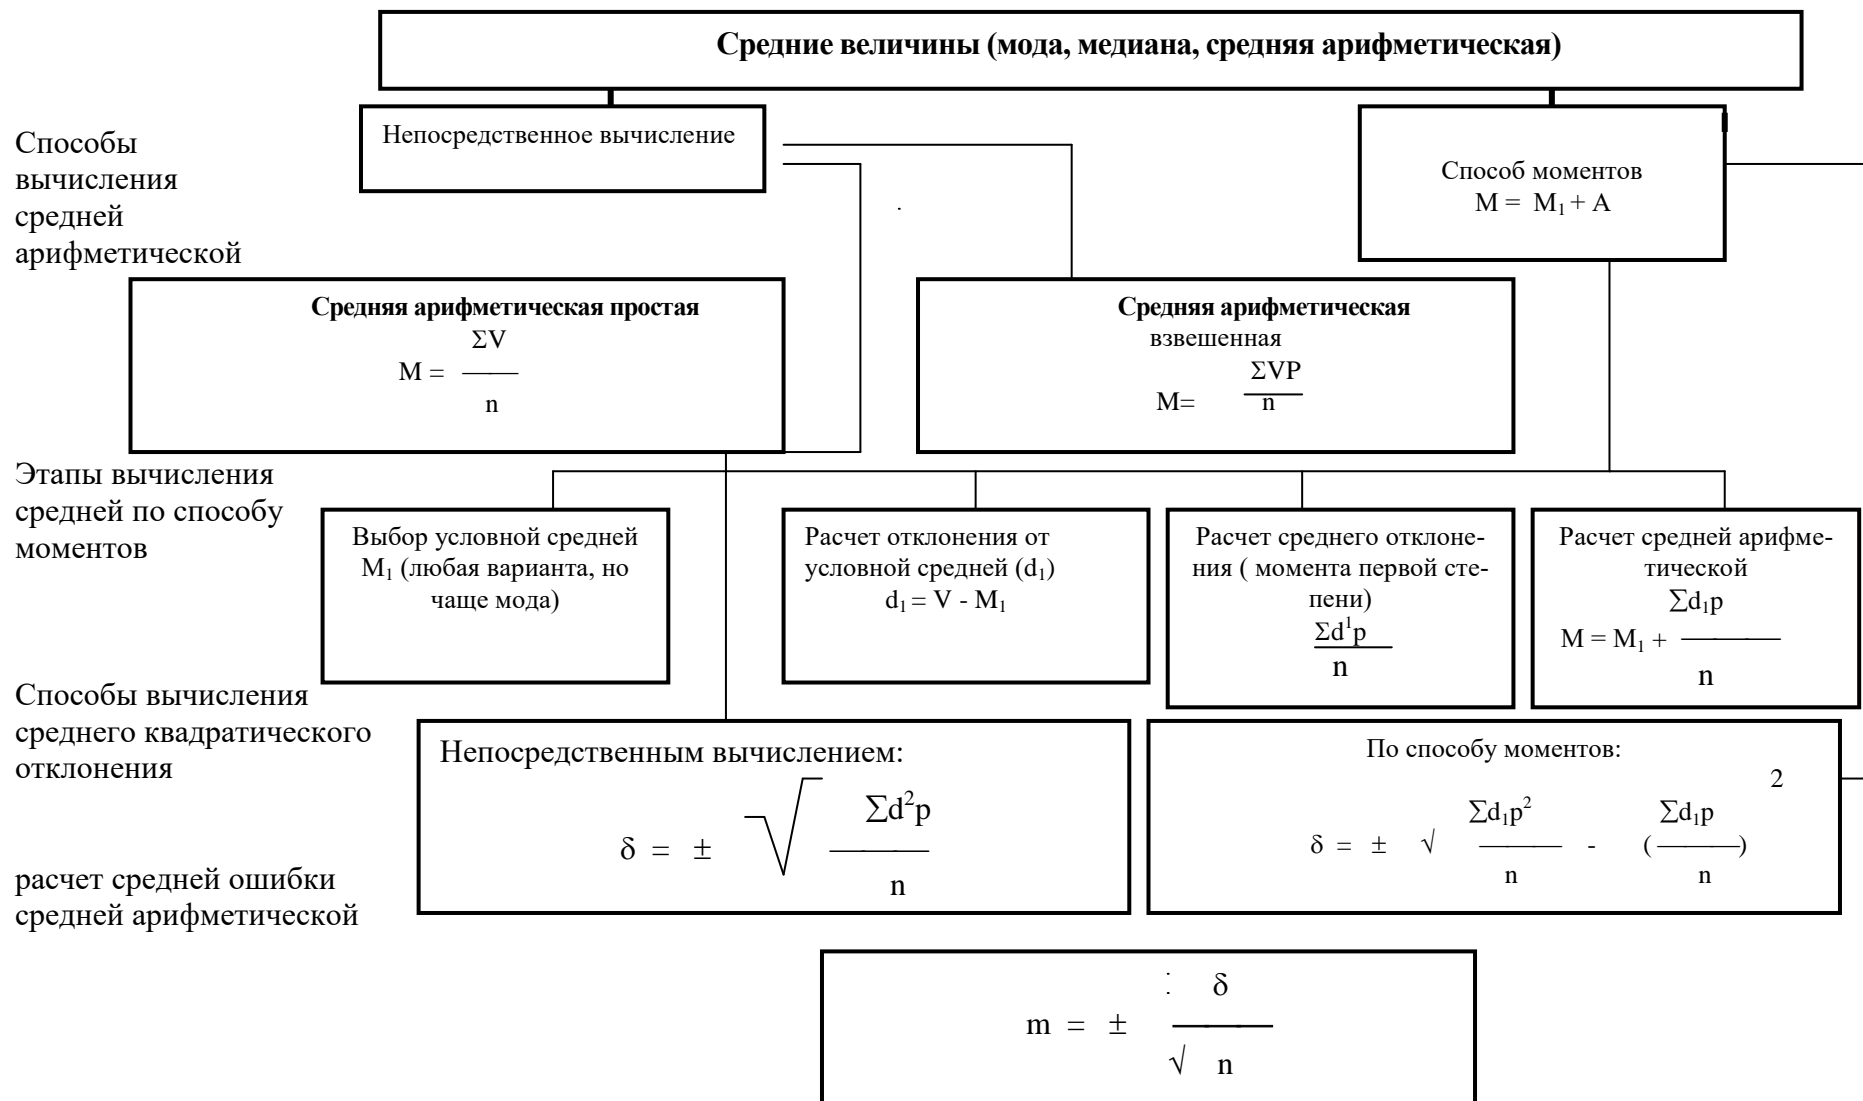 Средние величины (мода, медиана, средняя арифметическая)
Способы
вычисления
средней
арифметической
Непосредственное вычисление
Способ моментов
M = M₁ + A
Средняя арифметическая простая
ΣV
M = ——
n
Средняя арифметическая
взвешенная
ΣVP
M=
n
Этапы вычисления
средней по способу
моментов
Выбор условной средней
M₁ (любая варианта, но
чаще мода)
Расчет отклонения от
условной средней (d₁)
d₁ = V - M₁
Расчет среднего отклоне-
ния ( момента первой сте-
пени)
Σd¹p
n
Расчет средней арифме-
тической
∑d₁p
M = M₁ + ———
n
Способы вычисления
среднего квадратического
отклонения
Непосредственным вычислением:
∑d²p
δ = ± √ ———
n
По способу моментов:
2
∑d₁p² ∑d₁p
δ = ± √ ——— - (———)
n n
расчет средней ошибки
средней арифметической
δ
m = ± ———
√ n